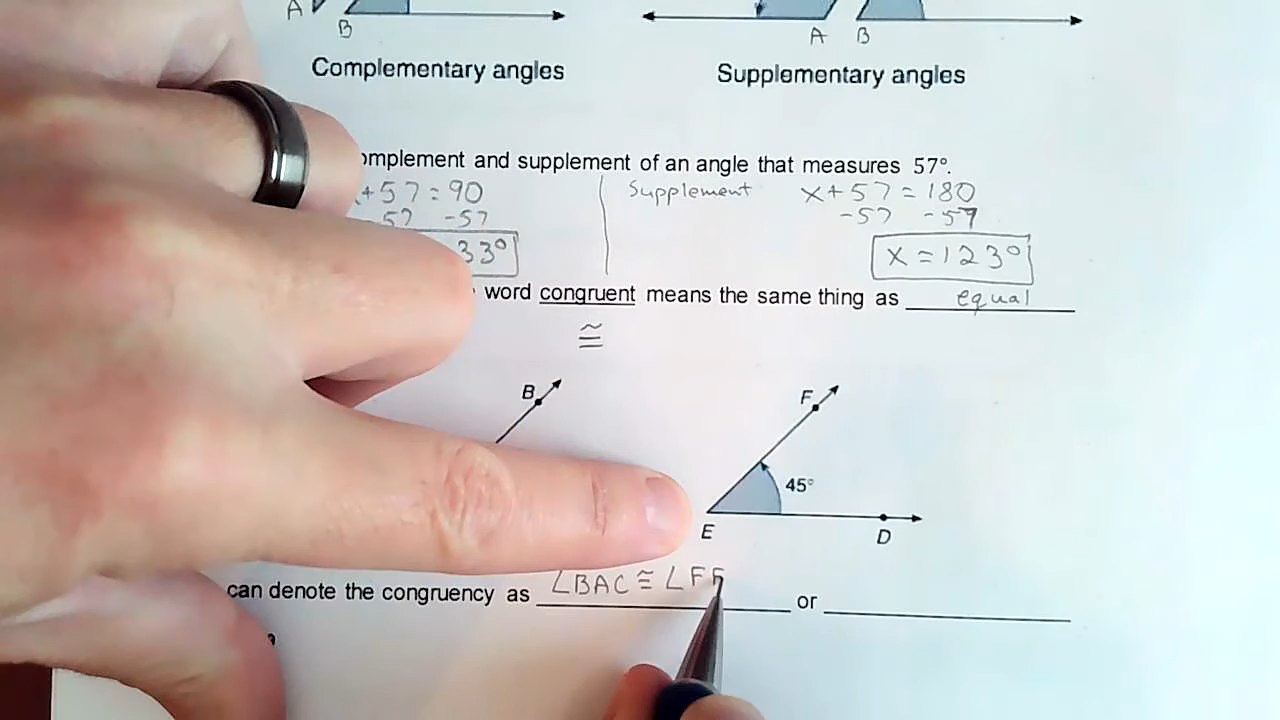 A
B
A B
Complementary angles
Supplementary angles
complement and supplement of an angle that measures 57°.
+57=90
Supplement
x+57=180
-57 -57
-57 -57
33°
x=123°
word congruent means the same thing as equal
≅
B
F
45°
E
D
can denote the congruency as ∠BAC≅∠FE or